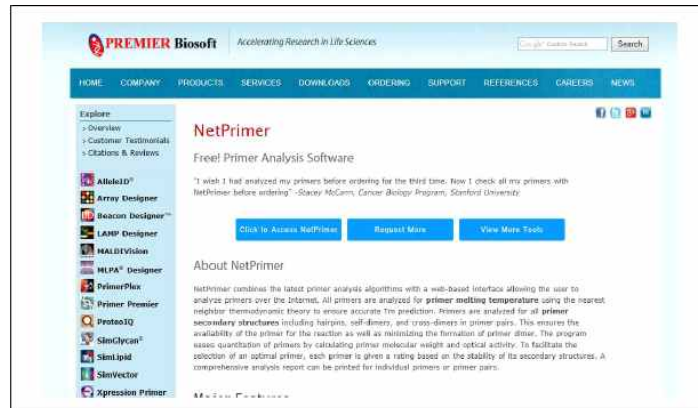 PREMIER Biosoft
Accelerating Research in Life Sciences
Google Custom Search
Search
HOME COMPANY PRODUCTS SERVICES DOWNLOADS ORDERING SUPPORT REFERENCES CAREERS NEWS
Explore
> Overview
> Customer Testimonials
> Citations & Reviews
AlleleID®
Array Designer
Beacon Designer™
LAMP Designer
MALDIVision
MLPA® Designer
PrimerPlex
Primer Premier
ProteoIQ
SimGlycan®
SimLipid
SimVector
Xpression Primer
NetPrimer
Free! Primer Analysis Software
"I wish I had analyzed my primers before ordering for the third time. Now I check all my primers with
NetPrimer before ordering" -Stacey McCann, Cancer Biology Program, Stanford University
Click to Access NetPrimer
Request More
View More Tools
About NetPrimer
NetPrimer combines the latest primer analysis algorithms with a web-based interface allowing the user to
analyze primers over the Internet. All primers are analyzed for primer melting temperature using the nearest
neighbor thermodynamic theory to ensure accurate Tm prediction. Primers are analyzed for all primer
secondary structures including hairpins, self-dimers, and cross-dimers in primer pairs. This ensures the
availability of the primer for the reaction as well as minimizing the formation of primer dimer. The program
eases quantitation of primers by calculating primer molecular weight and optical activity. To facilitate the
selection of an optimal primer, each primer is given a rating based on the stability of its secondary structures. A
comprehensive analysis report can be printed for individual primers or primer pairs.
Major Features